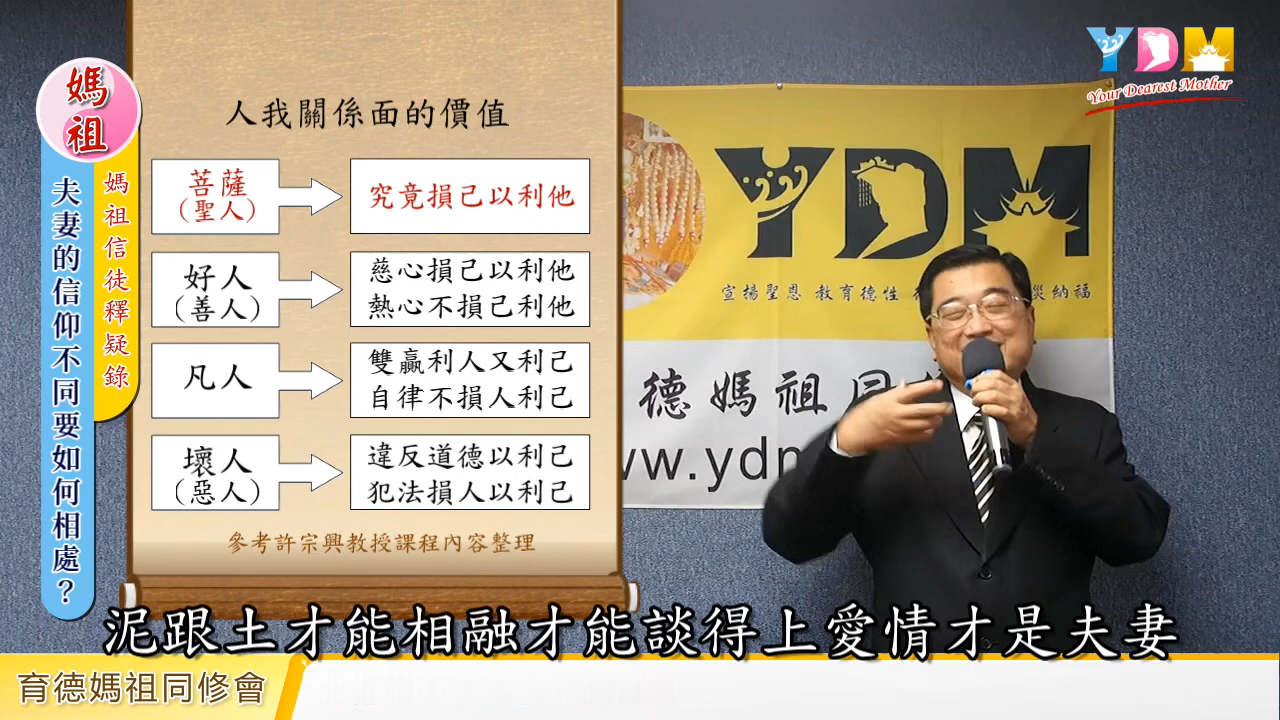 媽祖
媽祖信徒釋疑錄
夫妻的信仰不同要如何相處？
人我關係面的價值
菩薩
(聖人)
究竟損己以利他
好人
(善人)
慈心損己以利他
熱心不損己利他
凡人
雙贏利人又利己
自律不損人利己
壞人
(惡人)
違反道德以利己
犯法損人以利己
參考許宗興教授課程內容整理
YDM
Your Dearest Mother
YDM
宣揚聖恩 教育德性
災納福
德媽祖同
ww.ydm
泥跟土才能相融才能談得上愛情才是夫妻
育德媽祖同修會